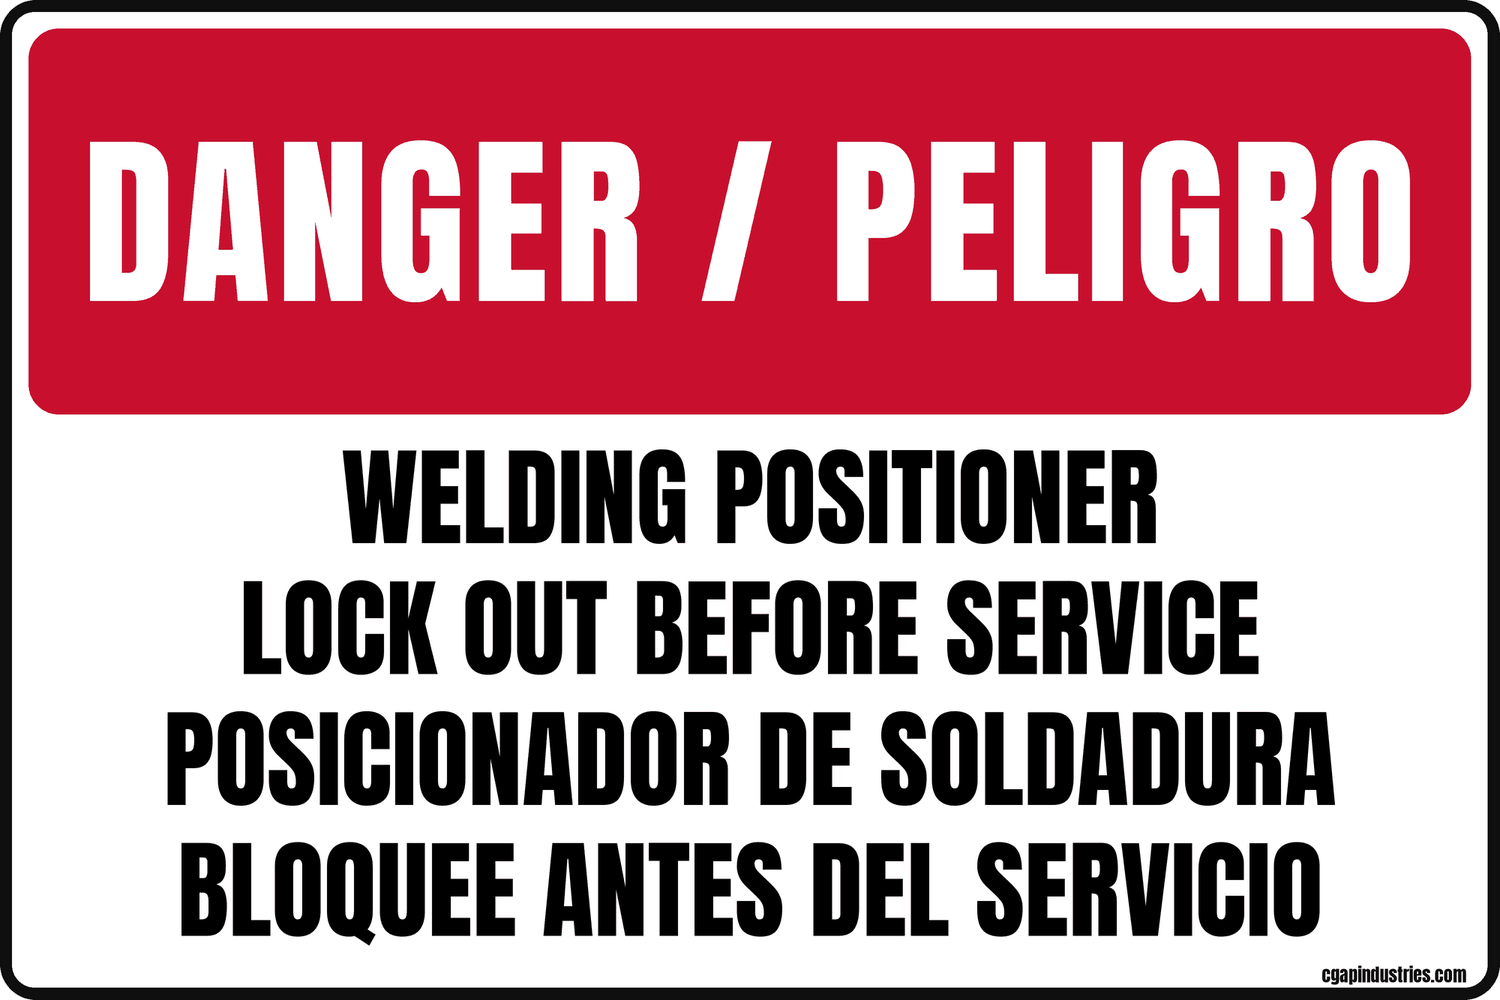 DANGER / PELIGRO
WELDING POSITIONER
LOCK OUT BEFORE SERVICE
POSICIONADOR DE SOLDADURA
BLOQUEE ANTES DEL SERVICIO
cgapindustries.com